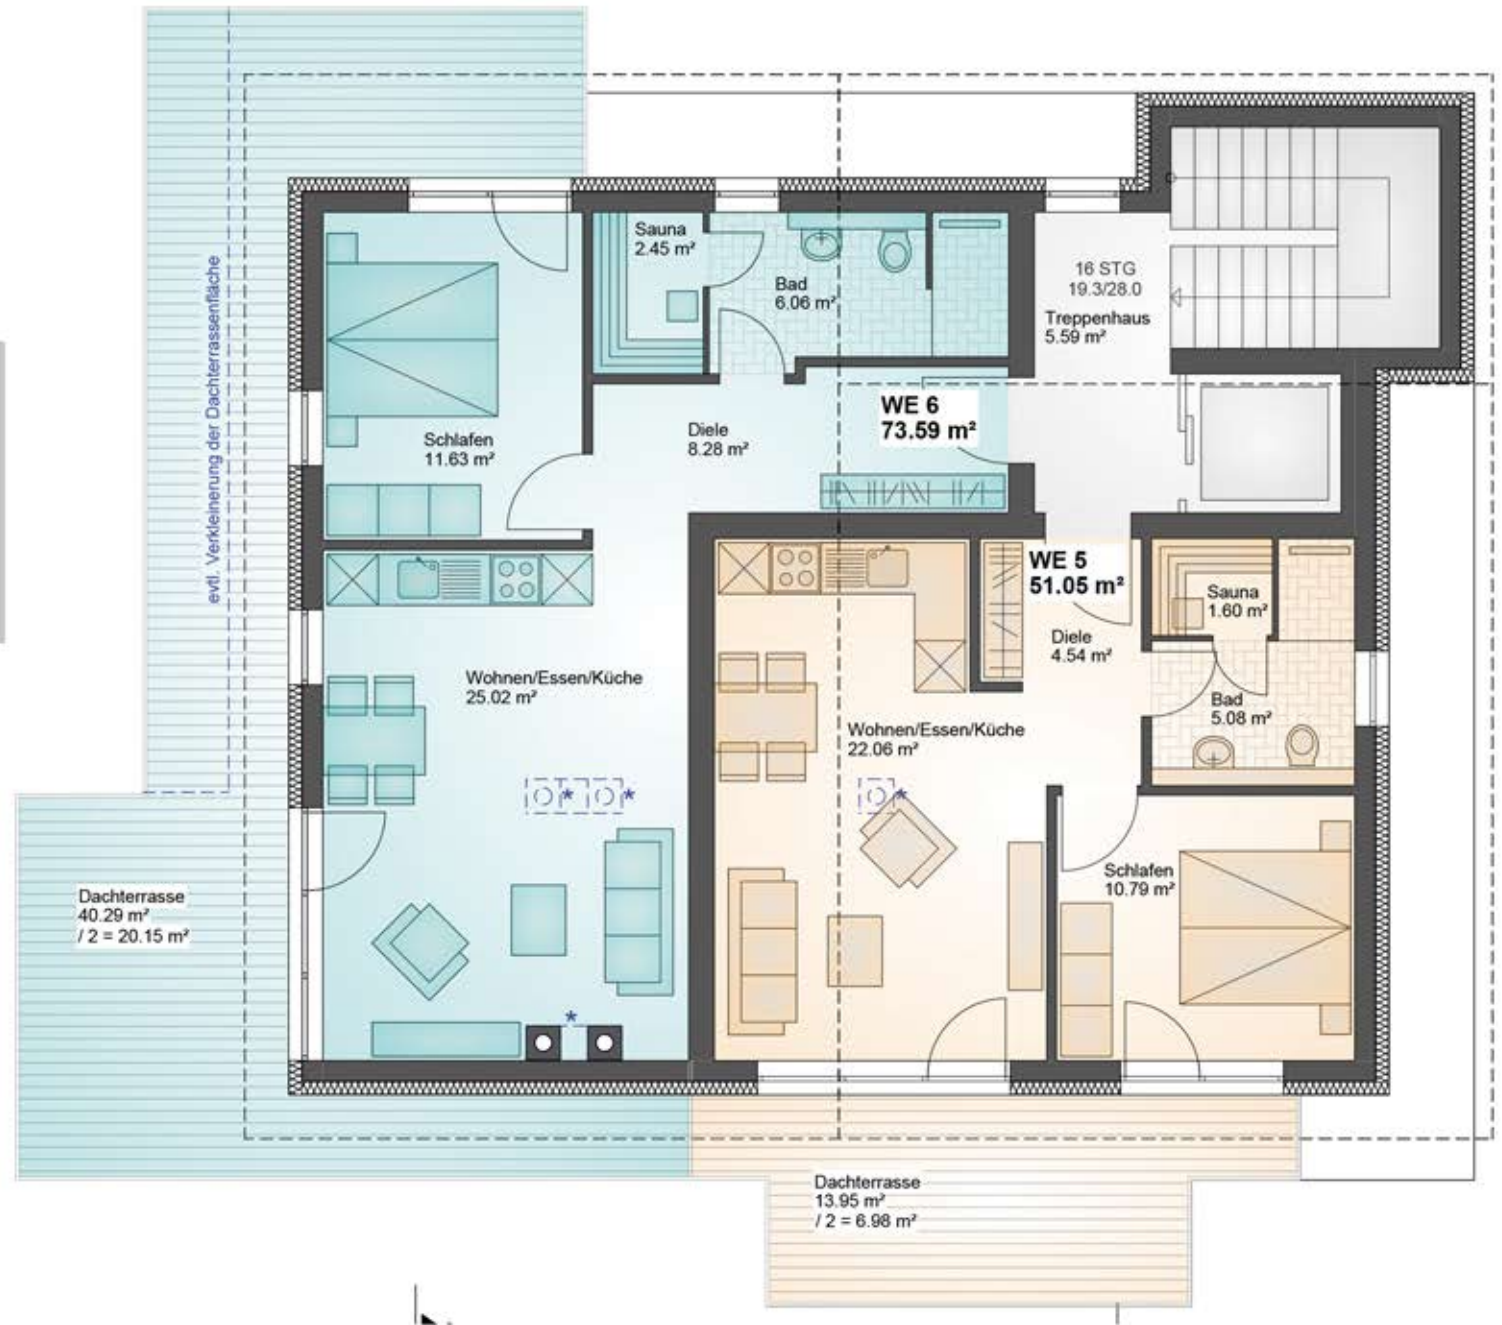 Sauna
2.45 m²
Bad
6.06 m²
16 STG
19.3/28.0
Treppenhaus
5.59 m²
evtl. Verkleinerung der Dachterrassenfläche
WE 6
73.59 m²
Schlafen
11.63 m²
Diele
8.28 m²
WE 5
51.05 m²
Sauna
1.60 m²
Diele
4.54 m²
Wohnen/Essen/Küche
25.02 m²
Bad
5.08 m²
Wohnen/Essen/Küche
22.06 m²
* *
*
Schlafen
10.79 m²
Dachterrasse
40.29 m²
/ 2 = 20.15 m²
*
Dachterrasse
13.95 m²
/ 2 = 6.98 m²